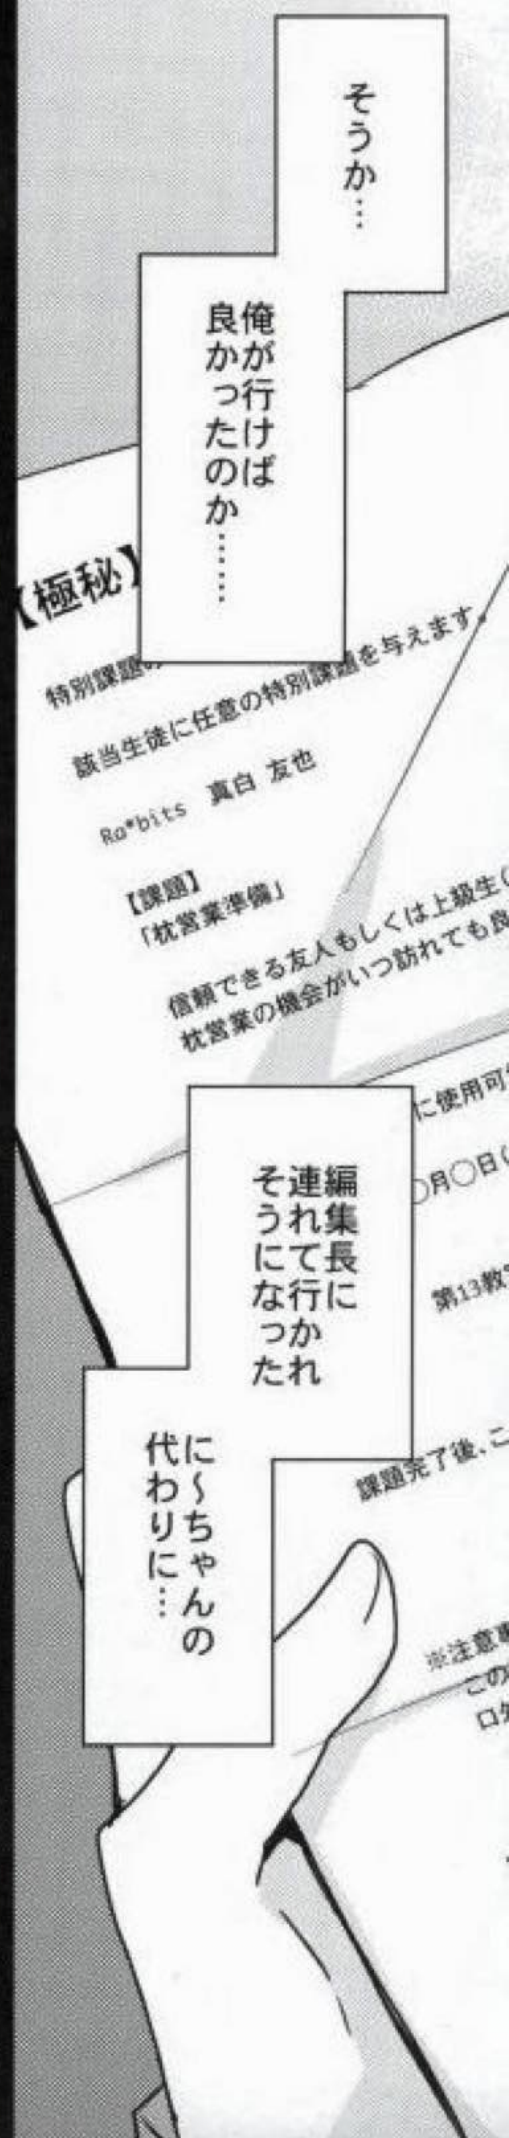 そうか…
俺が行けば
良かったのか……
【極秘】
特別課題の
該当生徒に任意の特別課題を与えます。
Ra*bits 真白 友也
【課題】
「枕営業準備」
信頼できる友人もしくは上級生(
枕営業の機会がいつ訪れても良
に使用可
○月○日(
第13教
編集長に
連れて行かれ
そうになった
に~ちゃんの
代わりに…
課題完了後、こ
※注意事
この
口外